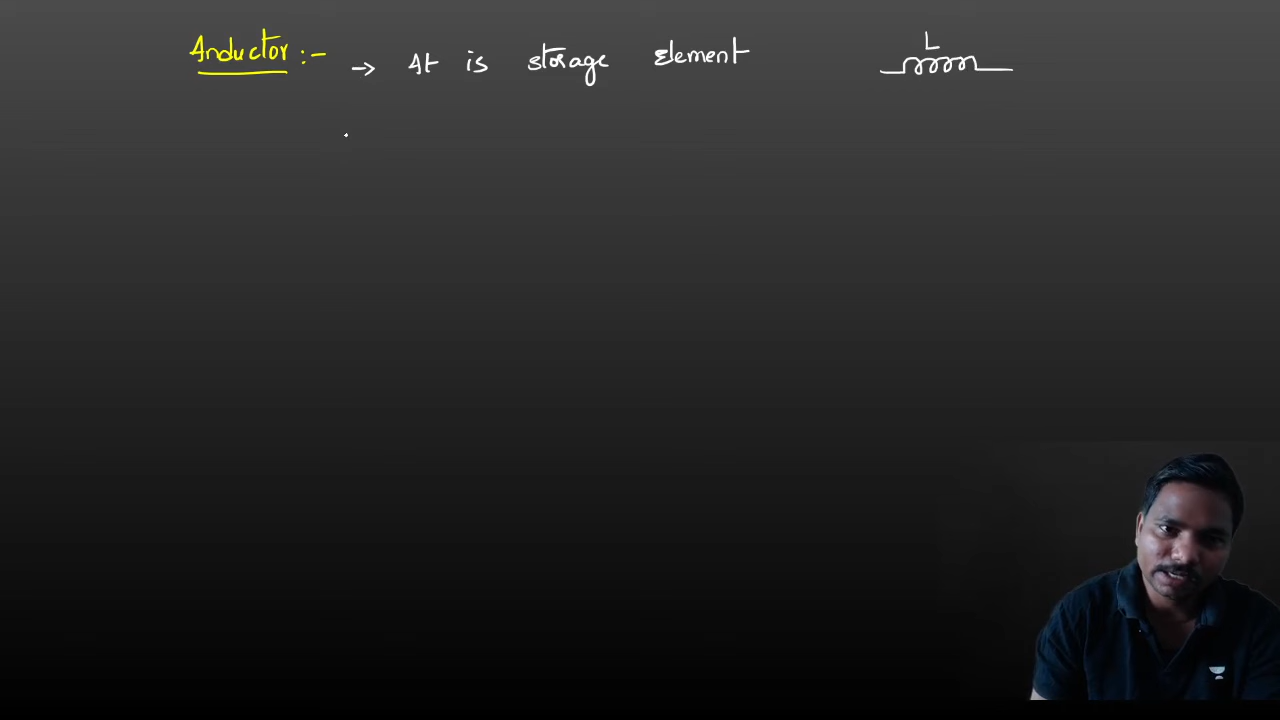 Inductor :- → It is storage Element L